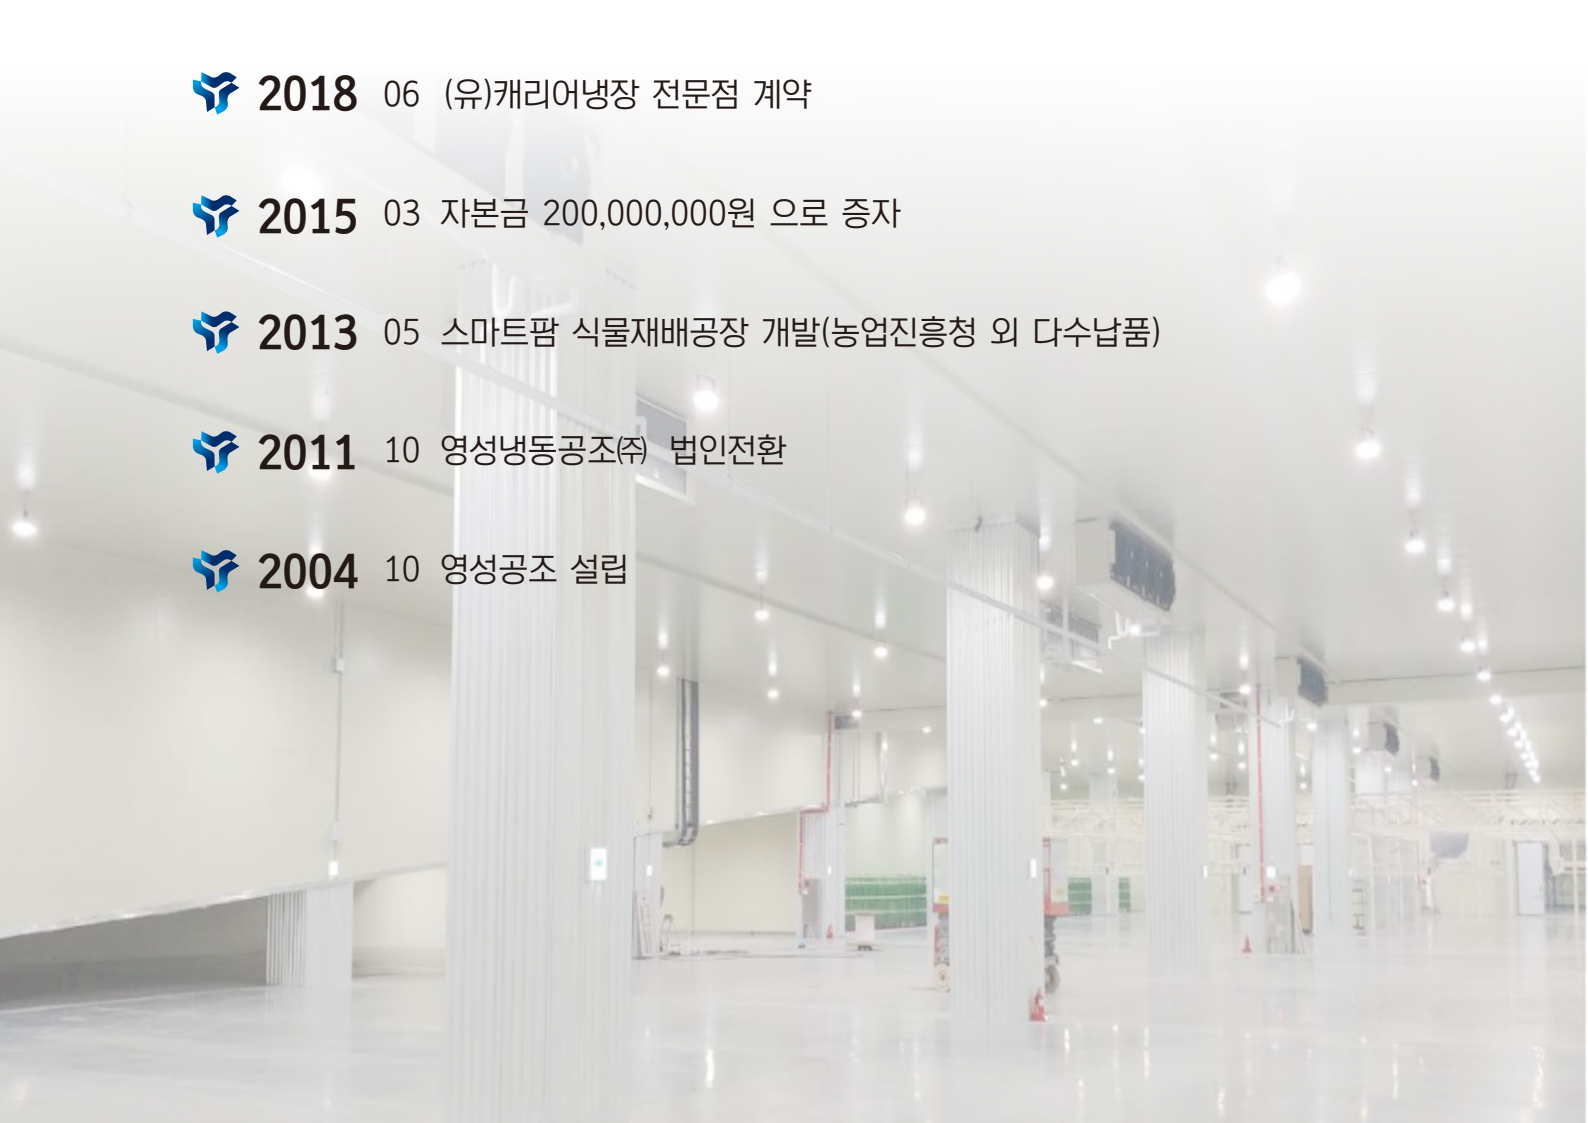 2018 06 (유)캐리어냉장 전문점 계약
2015 03 자본금 200,000,000원 으로 증자
2013 05 스마트팜 식물재배공장 개발(농업진흥청 외 다수납품)
2011 10 영성냉동공조㈜ 법인전환
2004 10 영성공조 설립